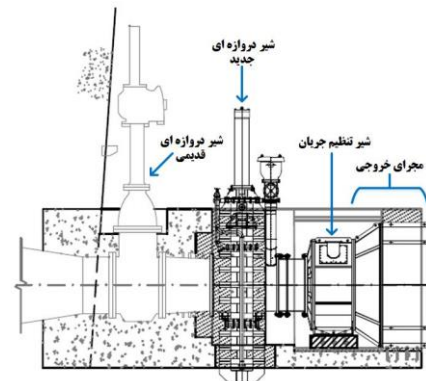 شیر دروازه ای
جدید
شیر دروازه ای
قدیمی
شیر تنظیم جریان
مجرای خروجی